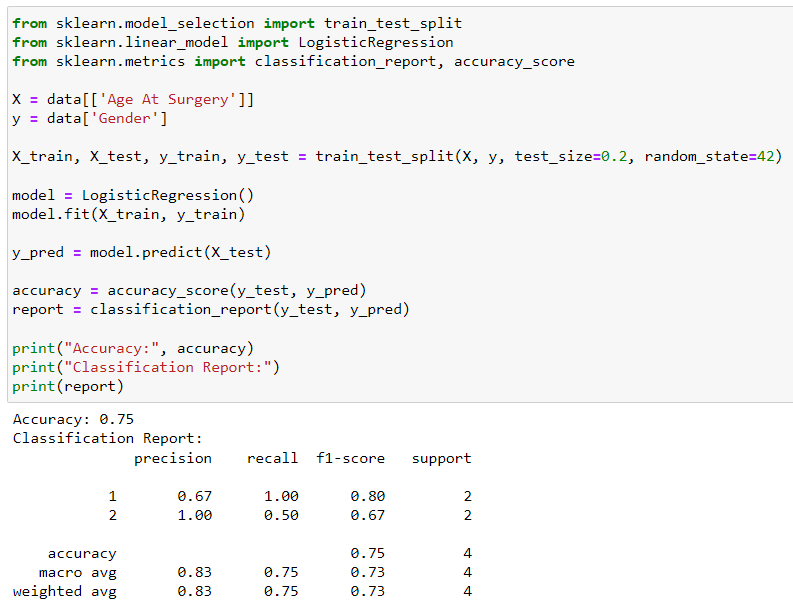 from sklearn.model_selection import train_test_split
from sklearn.linear_model import LogisticRegression
from sklearn.metrics import classification_report, accuracy_score
X = data[['Age At Surgery']]
y = data['Gender']
X_train, X_test, y_train, y_test = train_test_split(X, y, test_size=0.2, random_state=42)
model = LogisticRegression()
model.fit(X_train, y_train)
y_pred = model.predict(X_test)
accuracy = accuracy_score(y_test, y_pred)
report = classification_report(y_test, y_pred)
print("Accuracy:", accuracy)
print("Classification Report:")
print(report)
Accuracy: 0.75
Classification Report:
precision recall f1-score support
1 0.67 1.00 0.80 2
2 1.00 0.50 0.67 2
accuracy 0.75 4
macro avg 0.83 0.75 0.73 4
weighted avg 0.83 0.75 0.73 4